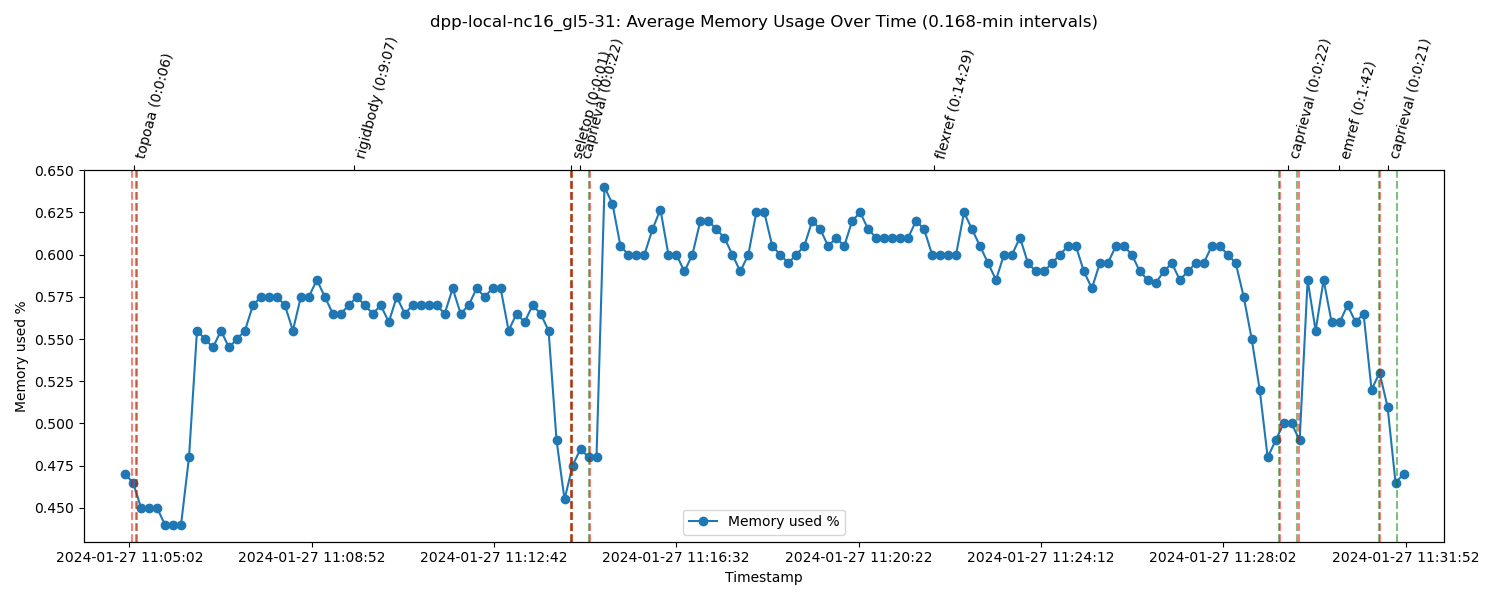 dpp-local-nc16_gl5-31: Average Memory Usage Over Time (0.168-min intervals)
topoaa (0:0:06)
rigidbody (0:9:07)
seletop (0:0:01)
caprieval (0:0:22)
flexref (0:14:29)
caprieval (0:0:22)
emref (0:1:42)
caprieval (0:0:21)
0.650
0.625
0.600
0.575
0.550
0.525
0.500
0.475
0.450
Memory used %
Memory used %
2024-01-27 11:05:02
2024-01-27 11:08:52
2024-01-27 11:12:42
2024-01-27 11:16:32
2024-01-27 11:20:22
2024-01-27 11:24:12
2024-01-27 11:28:02
2024-01-27 11:31:52
Timestamp